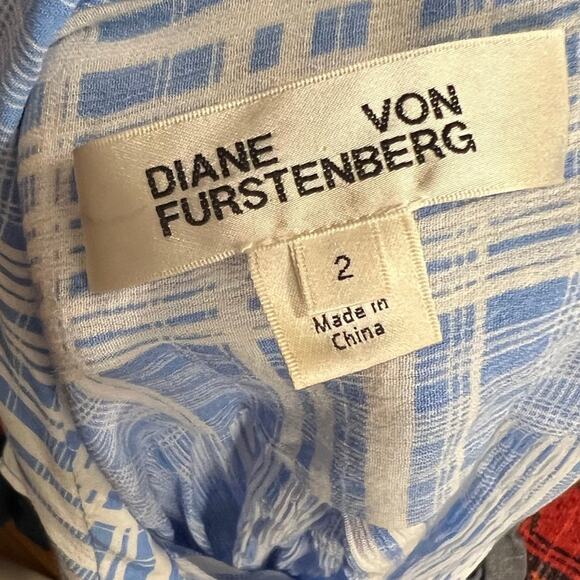 DIANE VON
FURSTENBERG
2
Made in
China